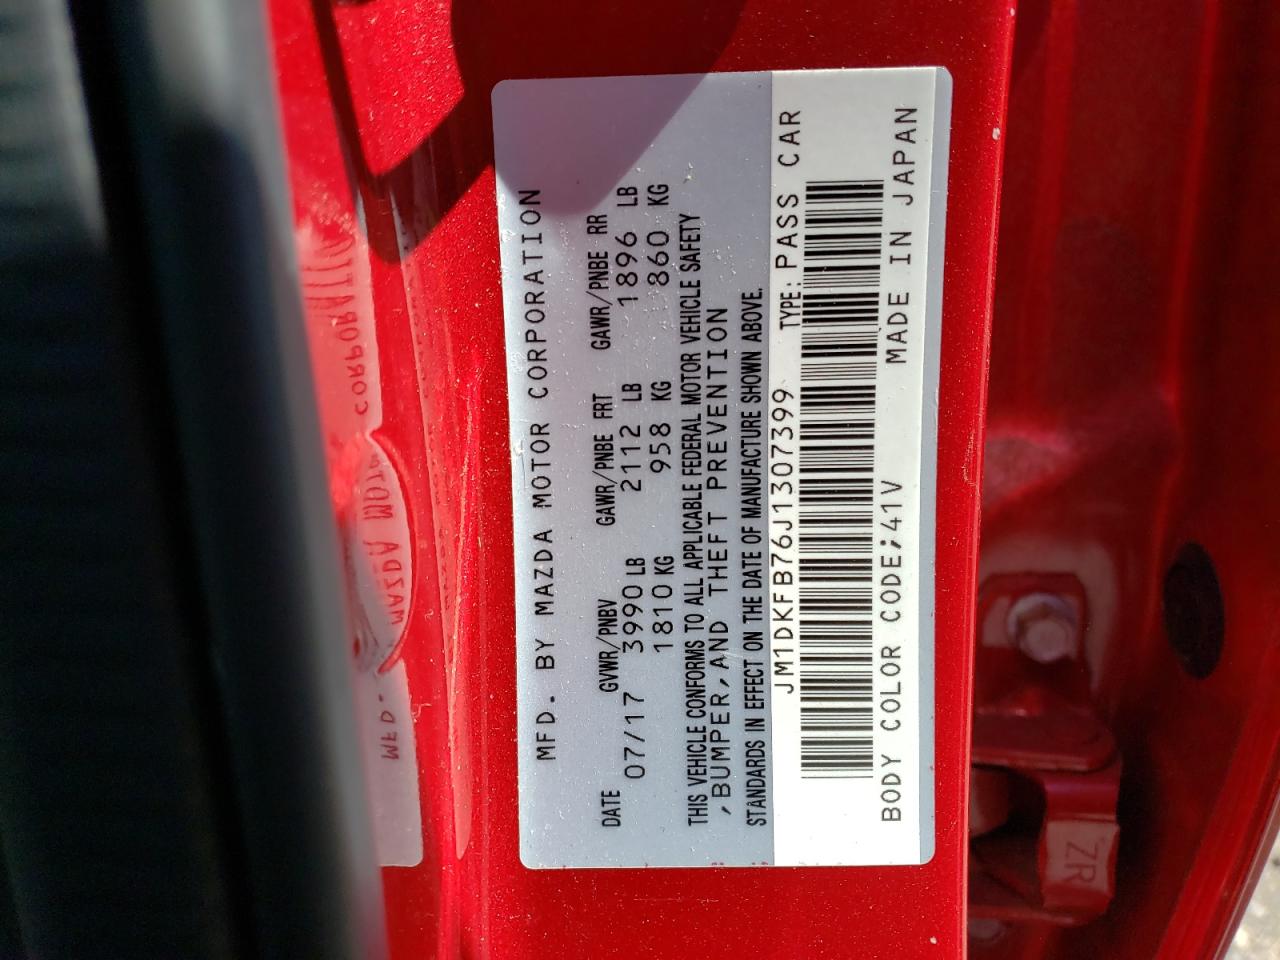 MFD. BY MAZDA MOTOR CORPORATION
DATE GVWR/PNBV GAWR/PNBE FRT GAWR/PNBE RR
07/17 3990 LB 2112 LB 1896 LB
1810 KG 958 KG 860 KG
THIS VEHICLE CONFORMS TO ALL APPLICABLE FEDERAL MOTOR VEHICLE SAFETY
,BUMPER,AND THEFT PREVENTION
STANDARDS IN EFFECT ON THE DATE OF MANUFACTURE SHOWN ABOVE.
JM1DKFB76J1307399 TYPE: PASS CAR
BODY COLOR CODE;41V MADE IN JAPAN
ZR